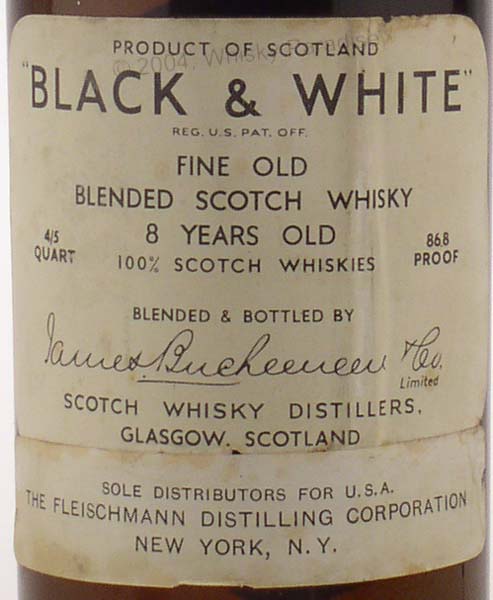 PRODUCT OF SCOTLAND
© 2004, Whisky Paradise
"BLACK & WHITE"
REG. U.S. PAT. OFF.
FINE OLD
BLENDED SCOTCH WHISKY
4/5 QUART
8 YEARS OLD
86.8 PROOF
100% SCOTCH WHISKIES
BLENDED & BOTTLED BY
James Buchanan & Co,
Limited
SCOTCH WHISKY DISTILLERS,
GLASGOW. SCOTLAND
SOLE DISTRIBUTORS FOR U.S.A.
THE FLEISCHMANN DISTILLING CORPORATION
NEW YORK, N.Y.